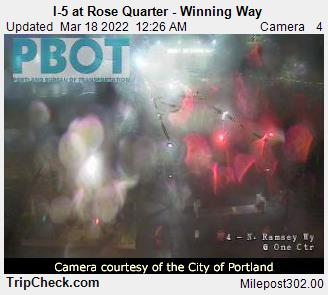 I-5 at Rose Quarter - Winning Way
Updated Mar 18 2022 12:26 AM Camera 4
PBOT
PORTLAND BUREAU OF TRANSPORTATION
4 - N. Ramsey Wy
@ One Ctr
Camera courtesy of the City of Portland
TripCheck.com Milepost302.00